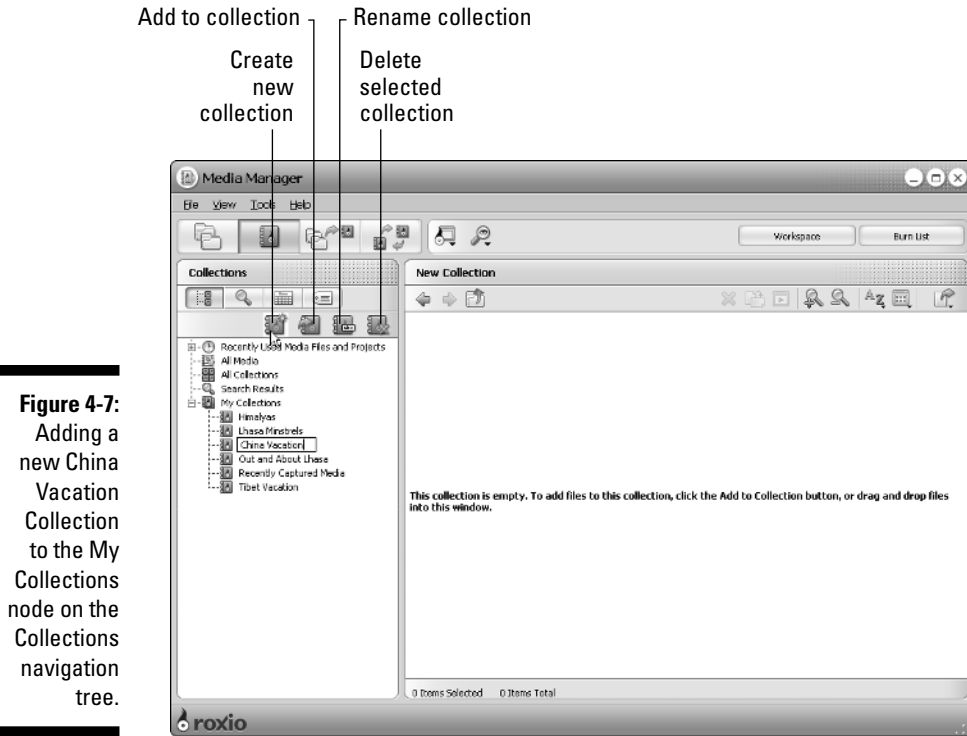 Add to collection
Rename collection
Create
new
collection
Delete
selected
collection
Media Manager
File View Tools Help
Workspace
Burn List
Collections
New Collection
Recently Used Media Files and Projects
All Media
All Collections
Search Results
My Collections
Himalyas
Lhasa Minstrels
China Vacation
Out and About Lhasa
Recently Captured Media
Tibet Vacation
This collection is empty. To add files to this collection, click the Add to Collection button, or drag and drop files
into this window.
0 Items Selected 0 Items Total
roxio
Figure 4-7:
Adding a
new China
Vacation
Collection
to the My
Collections
node on the
Collections
navigation
tree.